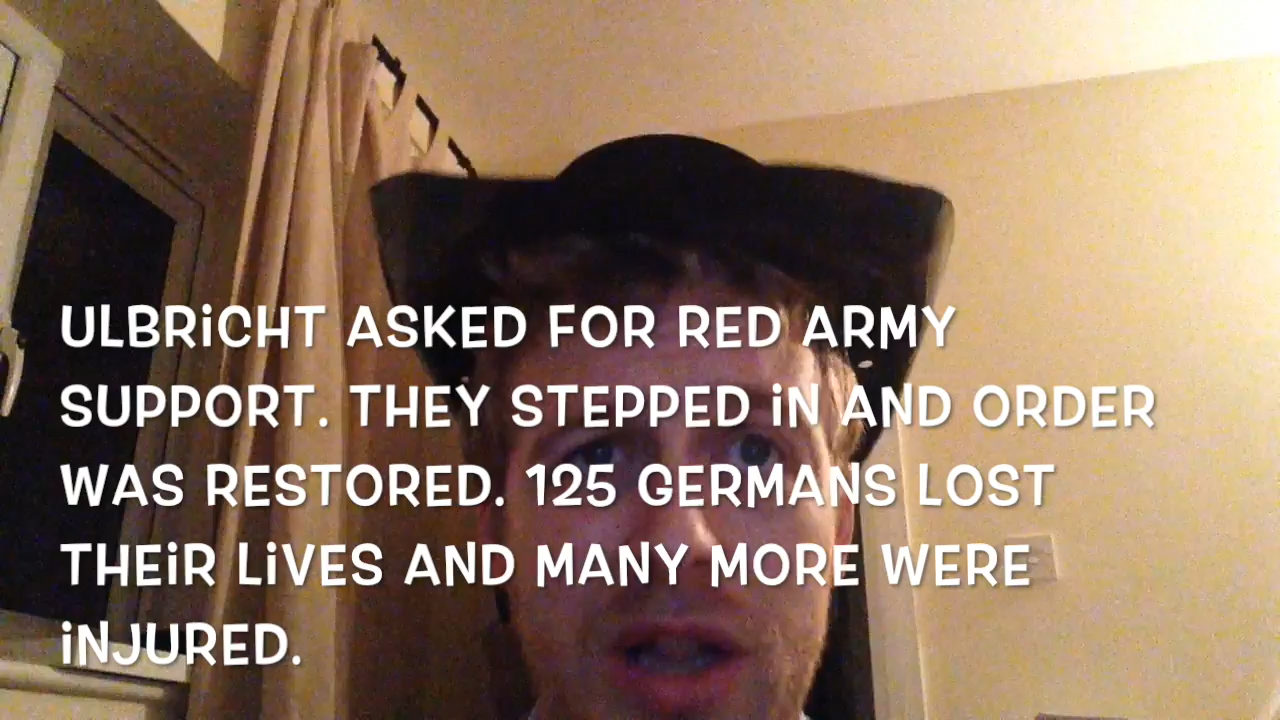 ULBRiCHT ASKED FOR RED ARMY
SUPPORT. THEY STEPPED iN AND ORDER
WAS RESTORED. 125 GERMANS LOST
THEiR LiVES AND MANY MORE WERE
iNJURED.